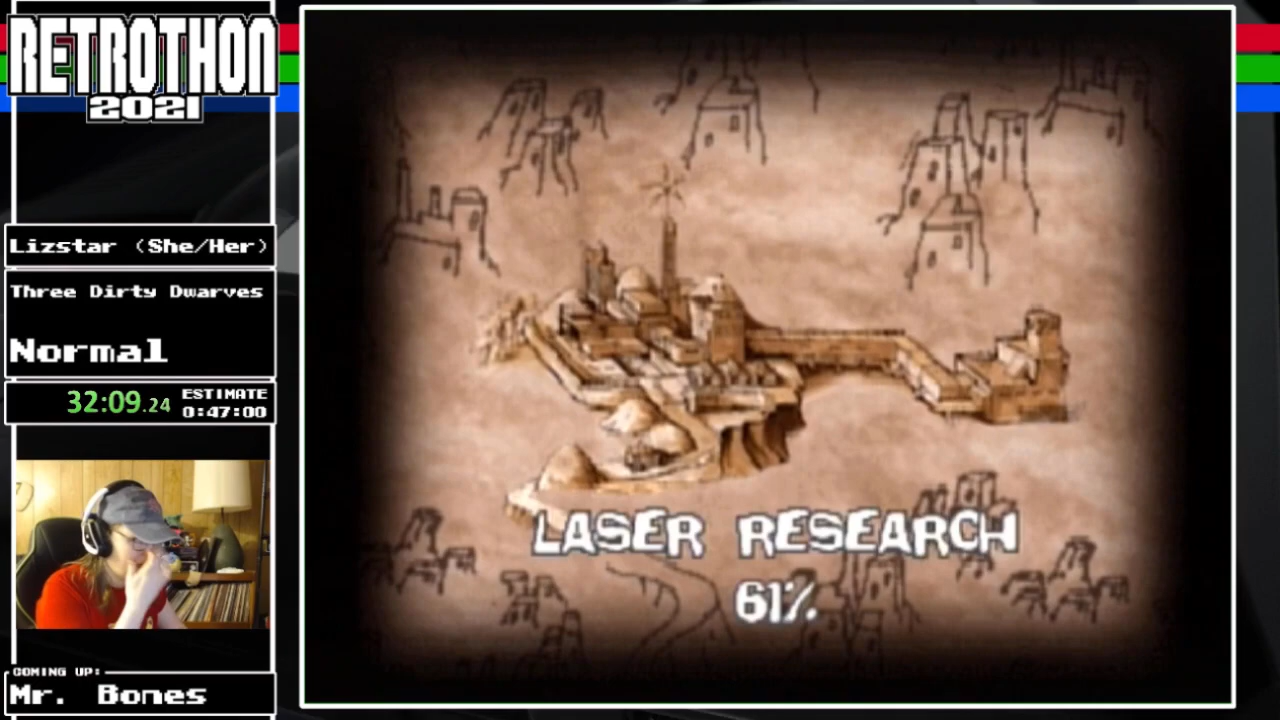 RETROTHON
2021
Lizstar (She/Her)
Three Dirty Dwarves
Normal
32:09.24
ESTIMATE
0:47:00
COMING UP:
Mr. Bones
LASER RESEARCH
61%